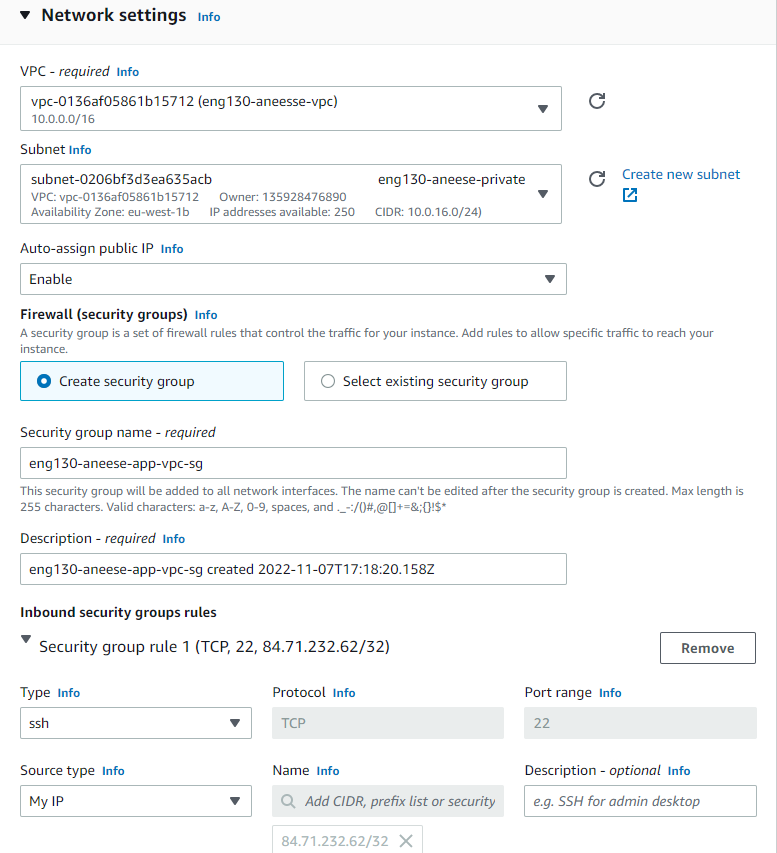 Network settings Info
VPC - required Info
vpc-0136af05861b15712 (eng130-aneesse-vpc)
10.0.0.0/16
Subnet Info
subnet-0206bf3d3ea635acb eng130-aneese-private
VPC: vpc-0136af05861b15712 Owner: 135928476890
Availability Zone: eu-west-1b IP addresses available: 250 CIDR: 10.0.16.0/24)
Create new subnet
Auto-assign public IP Info
Enable
Firewall (security groups) Info
A security group is a set of firewall rules that control the traffic for your instance. Add rules to allow specific traffic to reach your
instance.
Create security group
Select existing security group
Security group name - required
eng130-aneese-app-vpc-sg
This security group will be added to all network interfaces. The name can't be edited after the security group is created. Max length is
255 characters. Valid characters: a-z, A-Z, 0-9, spaces, and ._-:/()#,@[]+=&;{}!$*
Description - required Info
eng130-aneese-app-vpc-sg created 2022-11-07T17:18:20.158Z
Inbound security groups rules
Security group rule 1 (TCP, 22, 84.71.232.62/32)
Remove
Type Info Protocol Info Port range Info
ssh TCP 22
Source type Info Name Info Description - optional Info
My IP Add CIDR, prefix list or security e.g. SSH for admin desktop
84.71.232.62/32